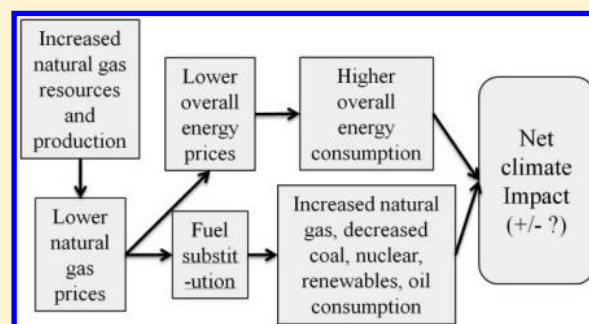 Increased
natural gas
resources
and
production
Lower
natural
gas
prices
Lower
overall
energy
prices
Fuel
substit
-ution
Higher
overall
energy
consumption
Increased natural
gas, decreased
coal, nuclear,
renewables, oil
consumption
Net
climate
Impact
(+/- ?)